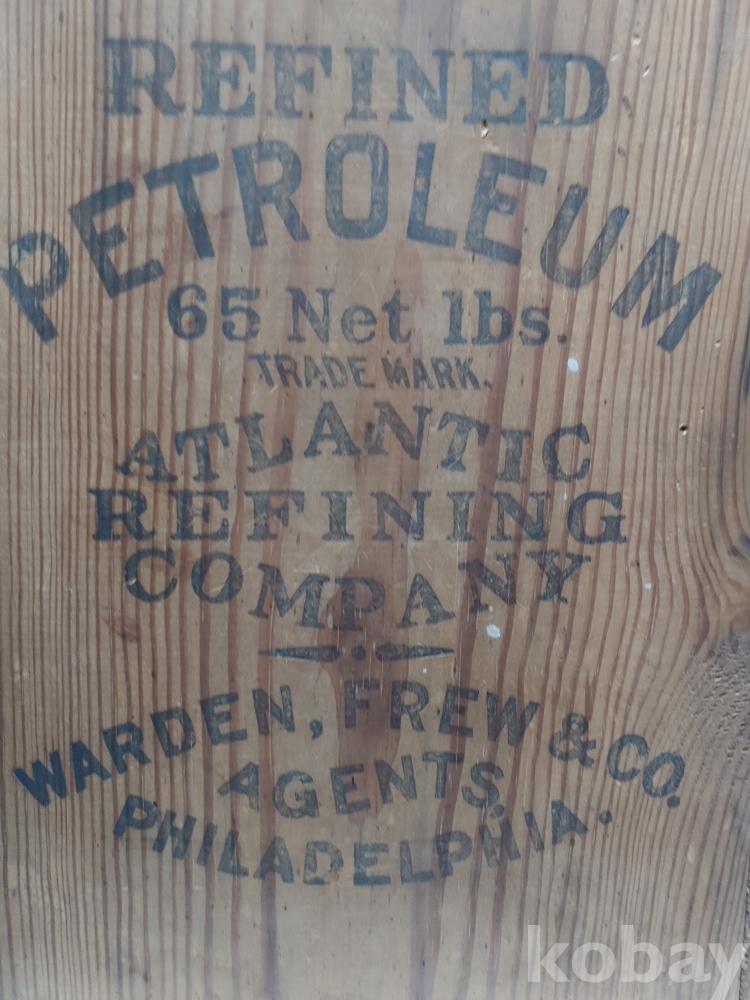 REFINED
PETROLEUM
65 Net lbs.
TRADE MARK.
ATLANTIC
REFINING
COMPANY
WARDEN, FREW & CO.
AGENTS,
PHILADELPHIA.
kobay